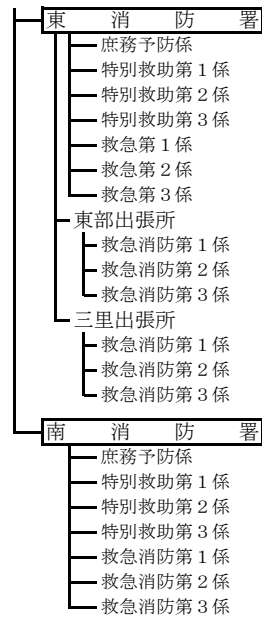 東消防署
庶務予防係
特別救助第１係
特別救助第２係
特別救助第３係
救急第１係
救急第２係
救急第３係
東部出張所
救急消防第１係
救急消防第２係
救急消防第３係
三里出張所
救急消防第１係
救急消防第２係
救急消防第３係
南消防署
庶務予防係
特別救助第１係
特別救助第２係
特別救助第３係
救急消防第１係
救急消防第２係
救急消防第３係